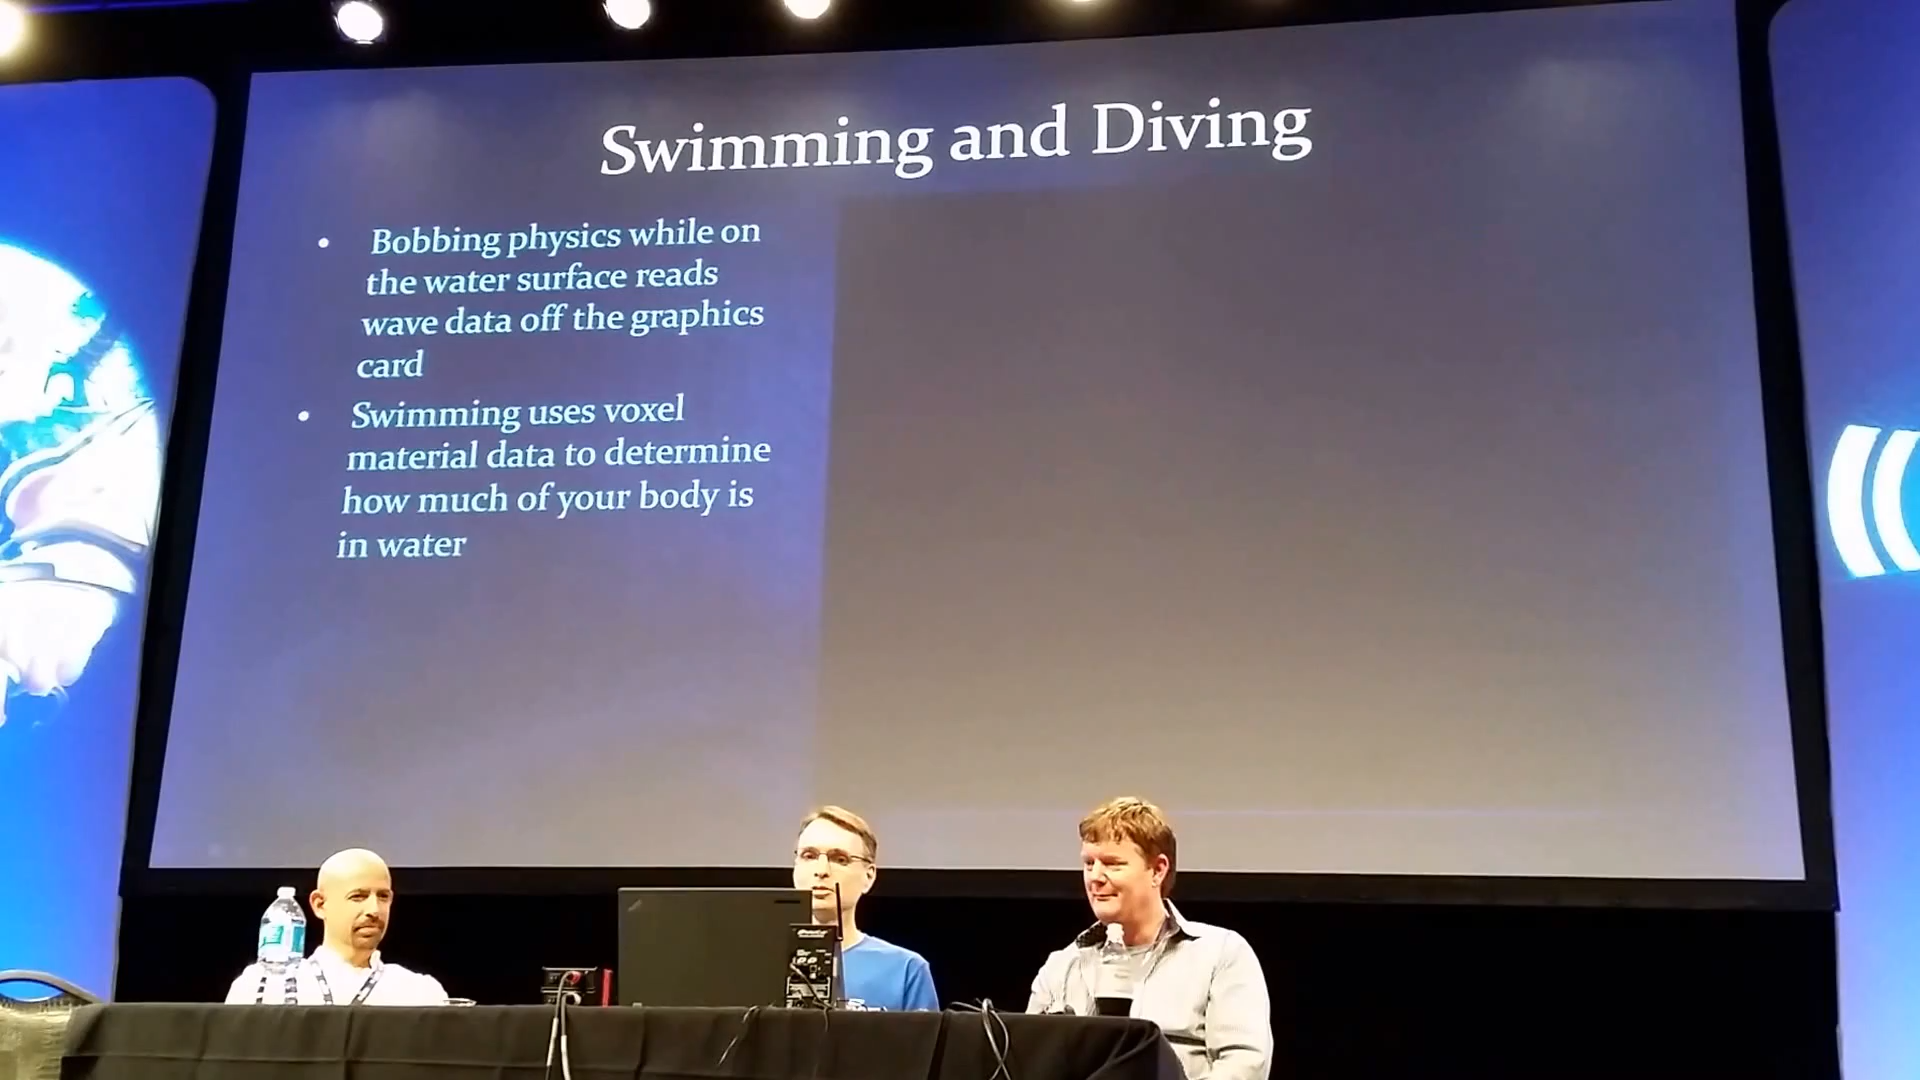 Swimming and Diving
• Bobbing physics while on
the water surface reads
wave data off the graphics
card
• Swimming uses voxel
material data to determine
how much of your body is
in water